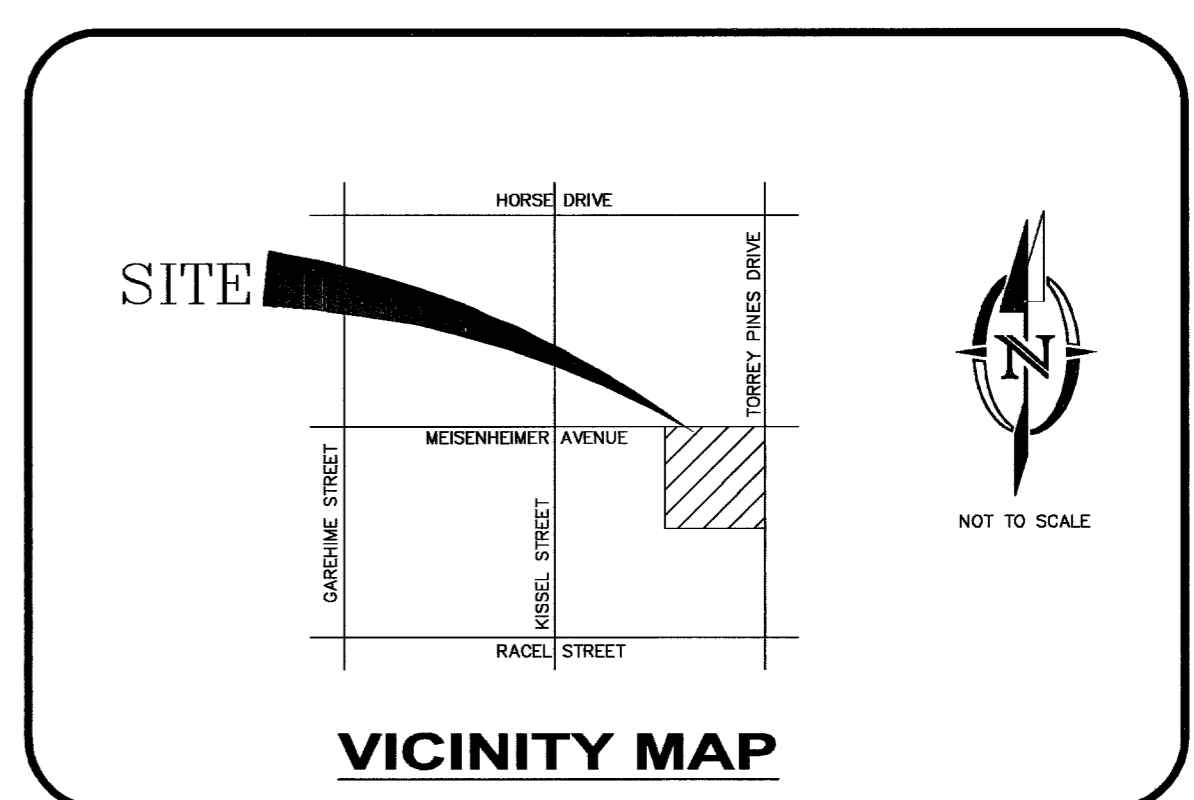 HORSE DRIVE
SITE
TORREY PINES DRIVE
N
MEISENHEIMER AVENUE
GAREHIME STREET
KISSEL STREET
NOT TO SCALE
RACEL STREET
VICINITY MAP